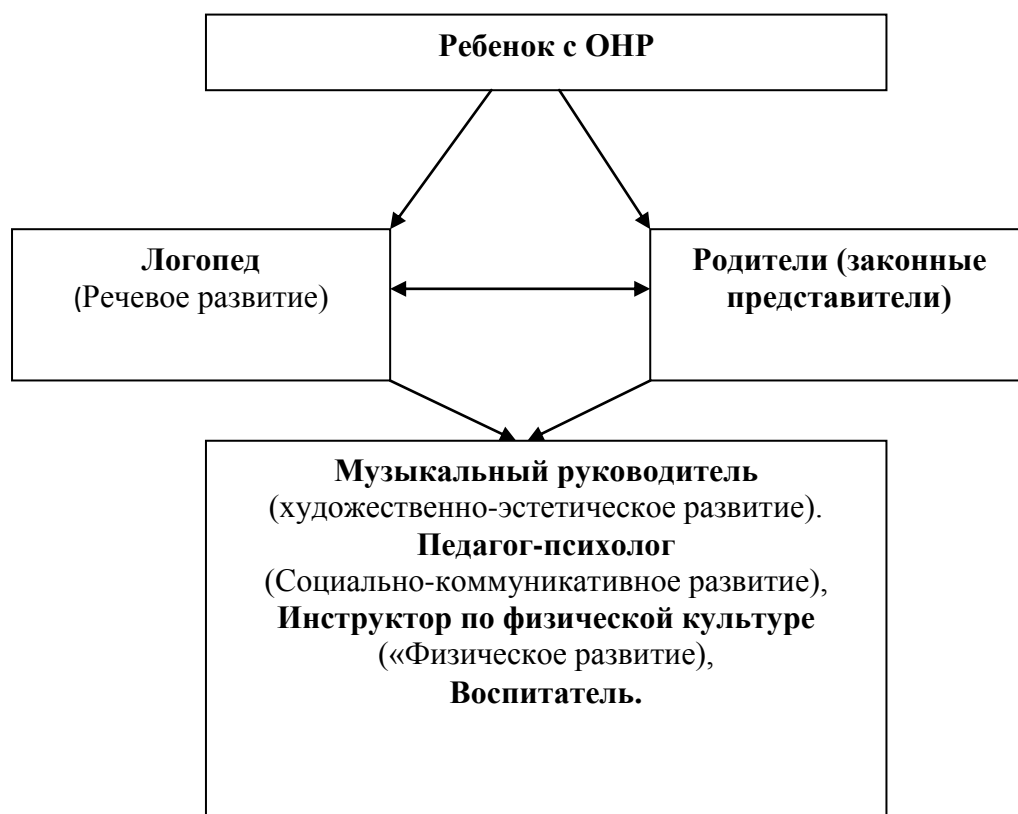 Ребенок с ОНР
Логопед
(Речевое развитие)
Родители (законные
представители)
Музыкальный руководитель
(художественно-эстетическое развитие).
Педагог-психолог
(Социально-коммуникативное развитие),
Инструктор по физической культуре
(«Физическое развитие),
Воспитатель.